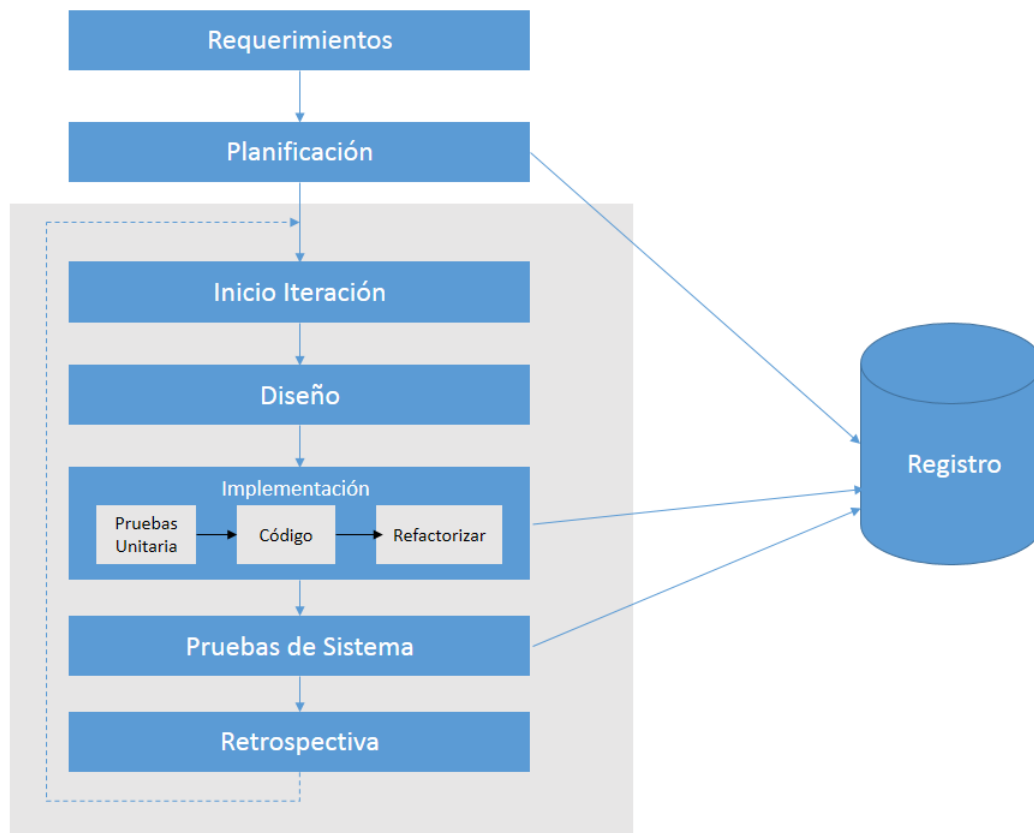 Requerimientos
Planificación
Inicio Iteración
Diseño
Implementación
Pruebas
Unitaria
Código
Refactorizar
Pruebas de Sistema
Retrospectiva
Registro